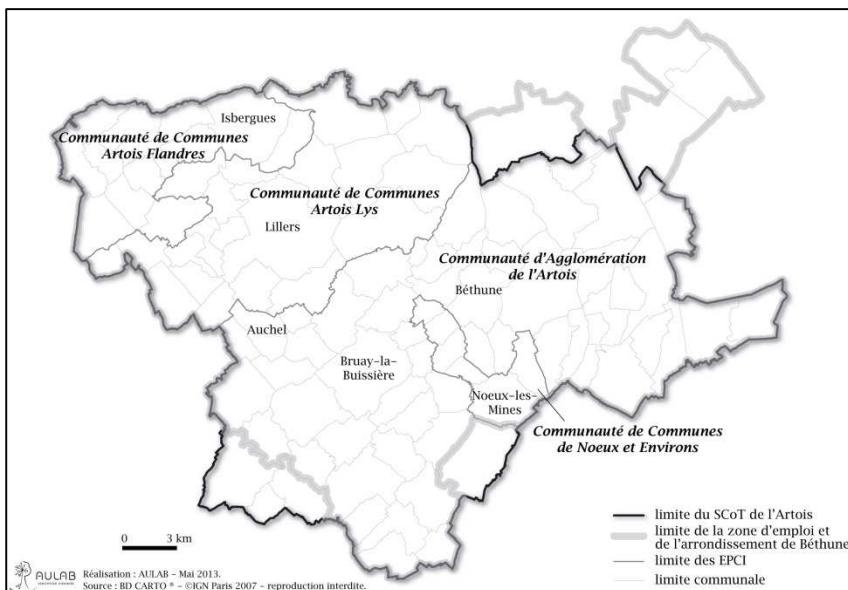 Isbergues
Communauté de Communes
Artois Flandres
Communauté de Communes
Artois Lys
Lillers
Communauté d'Agglomération
de l'Artois
Béthune
Auchel
Bruay-la-
Buissière
Noeux-les-
Mines
Communauté de Communes
de Noeux et Environs
limite du SCoT de l'Artois
limite de la zone d'emploi et
de l'arrondissement de Béthune
limite des EPCI
limite communale
0 3 km
AULAB
Réalisation : AULAB - Mai 2013.
Source : BD CARTO ® - ©IGN Paris 2007 - reproduction interdite.